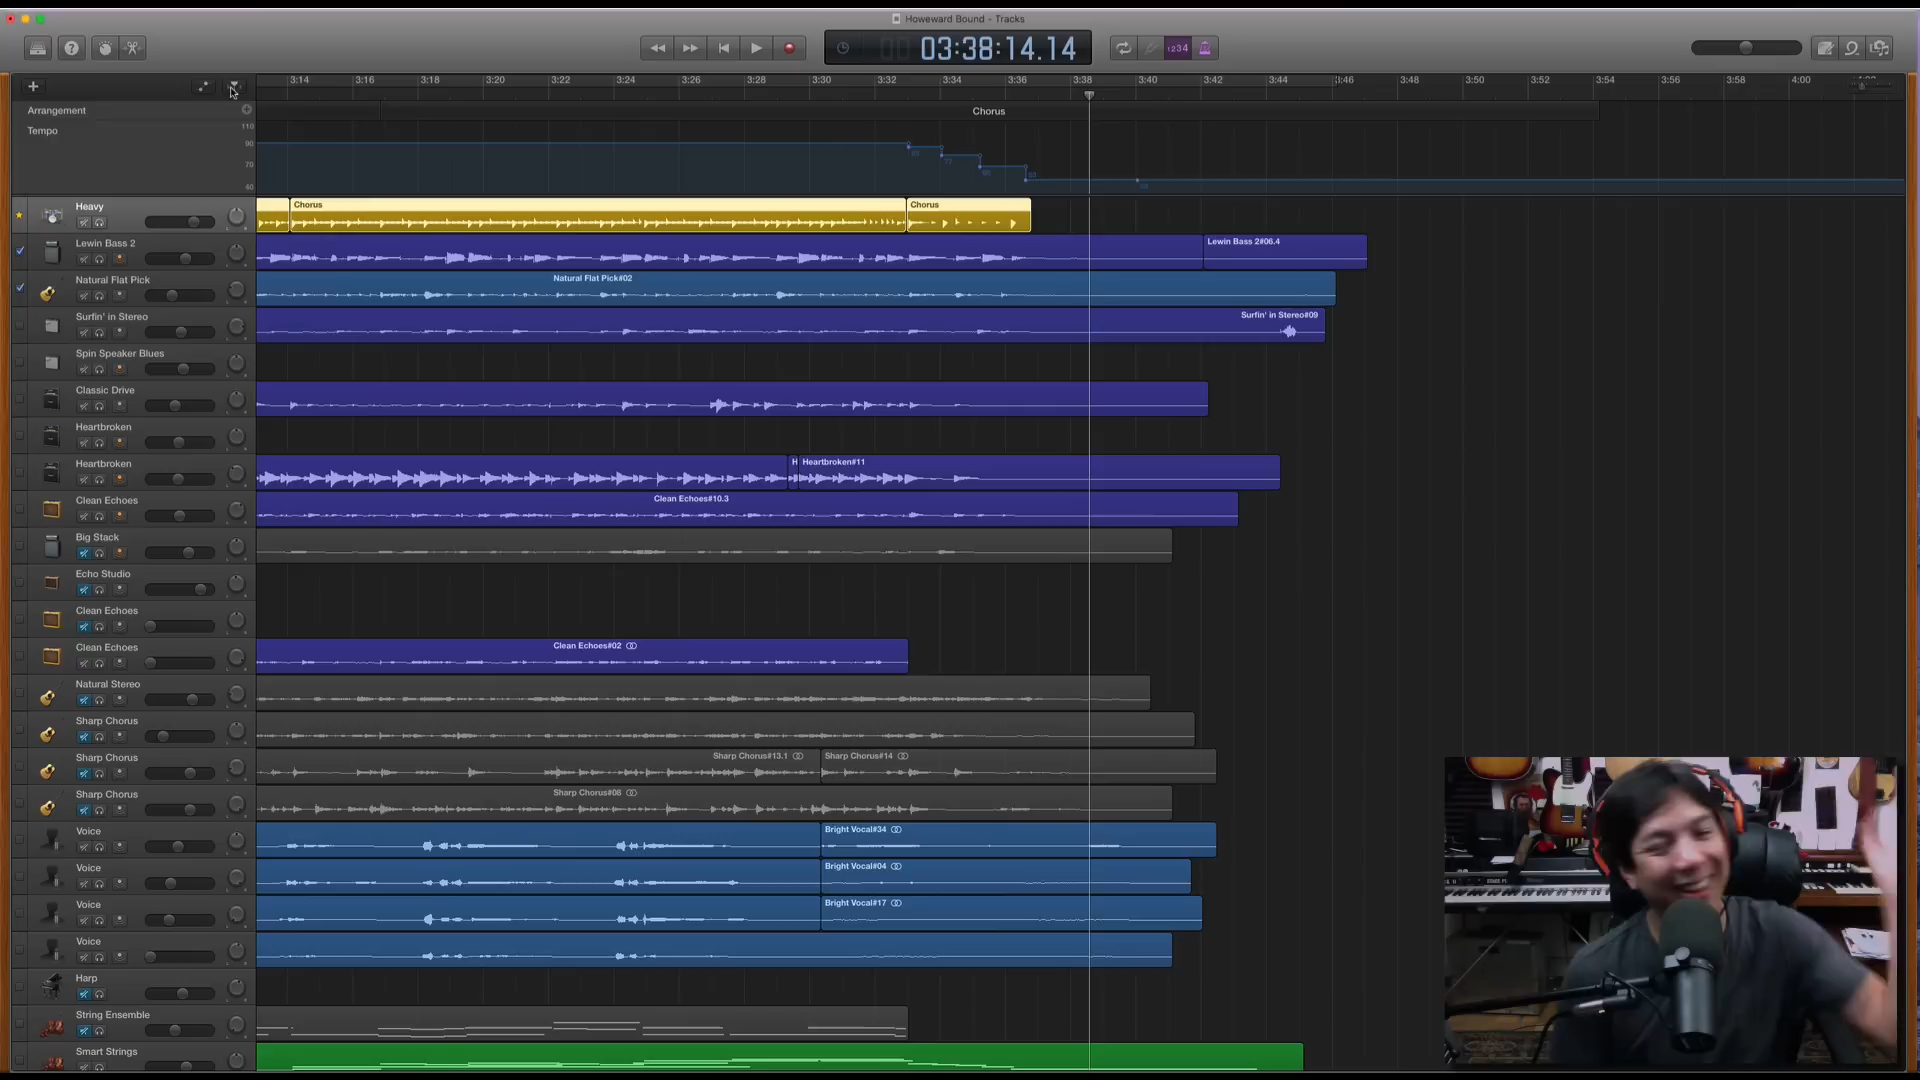 Howeward Bound - Tracks
03:38:14.14
1234
3:14 3:16 3:18 3:20 3:22 3:24 3:26 3:28 3:30 3:32 3:34 3:36 3:38 3:40 3:42 3:44 3:46 3:48 3:50 3:52 3:54 3:56 3:58 4:00
Arrangement
Chorus
Tempo
110
90
70
40
Heavy
Chorus
Chorus
Lewin Bass 2
Lewin Bass 2#06.4
Natural Flat Pick
Natural Flat Pick#02
Surfin' in Stereo
Surfin' in Stereo#09
Spin Speaker Blues
Classic Drive
Heartbroken
Heartbroken
H
Heartbroken#11
Clean Echoes
Clean Echoes#10.3
Big Stack
Echo Studio
Clean Echoes
Clean Echoes
Clean Echoes#02
Natural Stereo
Sharp Chorus
Sharp Chorus
Sharp Chorus#13.1
Sharp Chorus#14
Sharp Chorus
Sharp Chorus#08
Voice
Bright Vocal#34
Voice
Bright Vocal#04
Voice
Bright Vocal#17
Voice
Harp
String Ensemble
Smart Strings